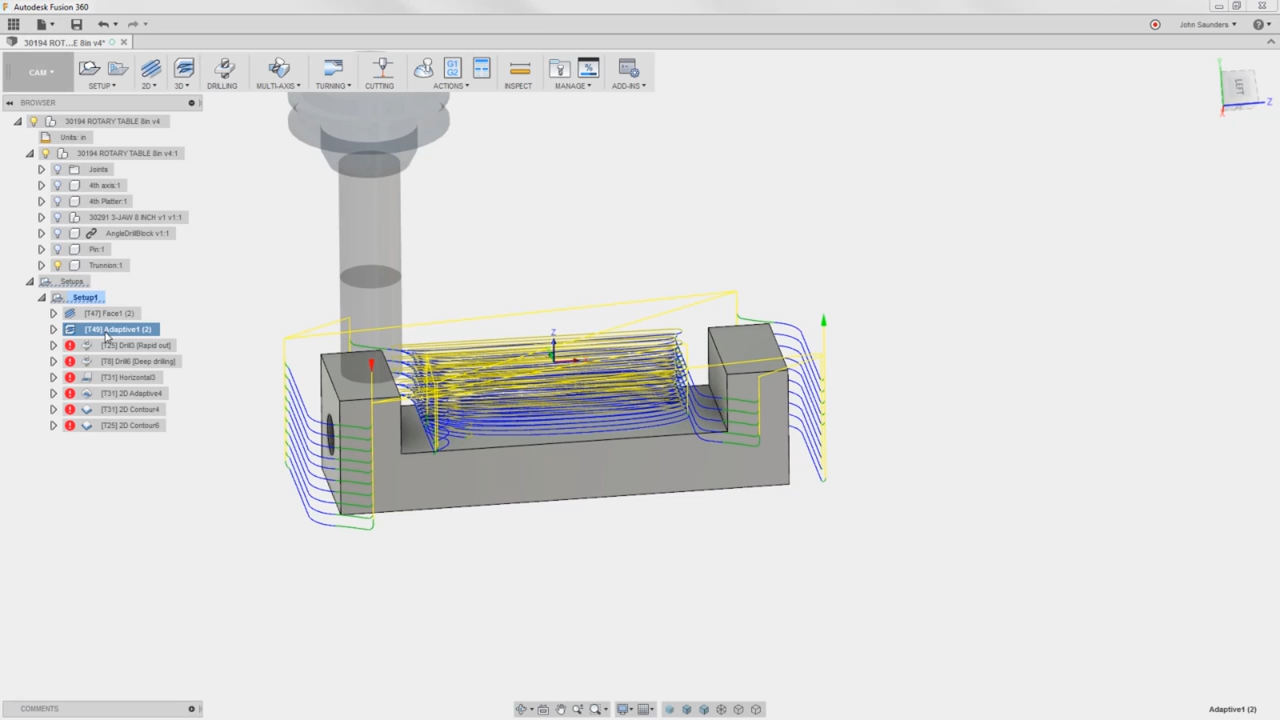 Autodesk Fusion 360
John Saunders
30194 ROT...E 8in v4*
CAM
SETUP
2D
3D
DRILLING
MULTI-AXIS
TURNING
CUTTING
G1
G2
ACTIONS
INSPECT
%
MANAGE
ADD-INS
BROWSER
30194 ROTARY TABLE 8in v4
Units: in
30194 ROTARY TABLE 8in v4:1
Joints
4th axis:1
4th Platter:1
30291 3-JAW 8 INCH v1 v1:1
AngleDrillBlock v1:1
Pin:1
Trunnion:1
Setups
Setup1
[T47] Face1 (2)
[T49] Adaptive1 (2)
[T25] Drill3 [Rapid out]
[T8] Drill6 [Deep drilling]
[T31] Horizontal3
[T31] 2D Adaptive4
[T31] 2D Contour4
[T25] 2D Contour6
Z
LEFT
Z
COMMENTS
Adaptive1 (2)